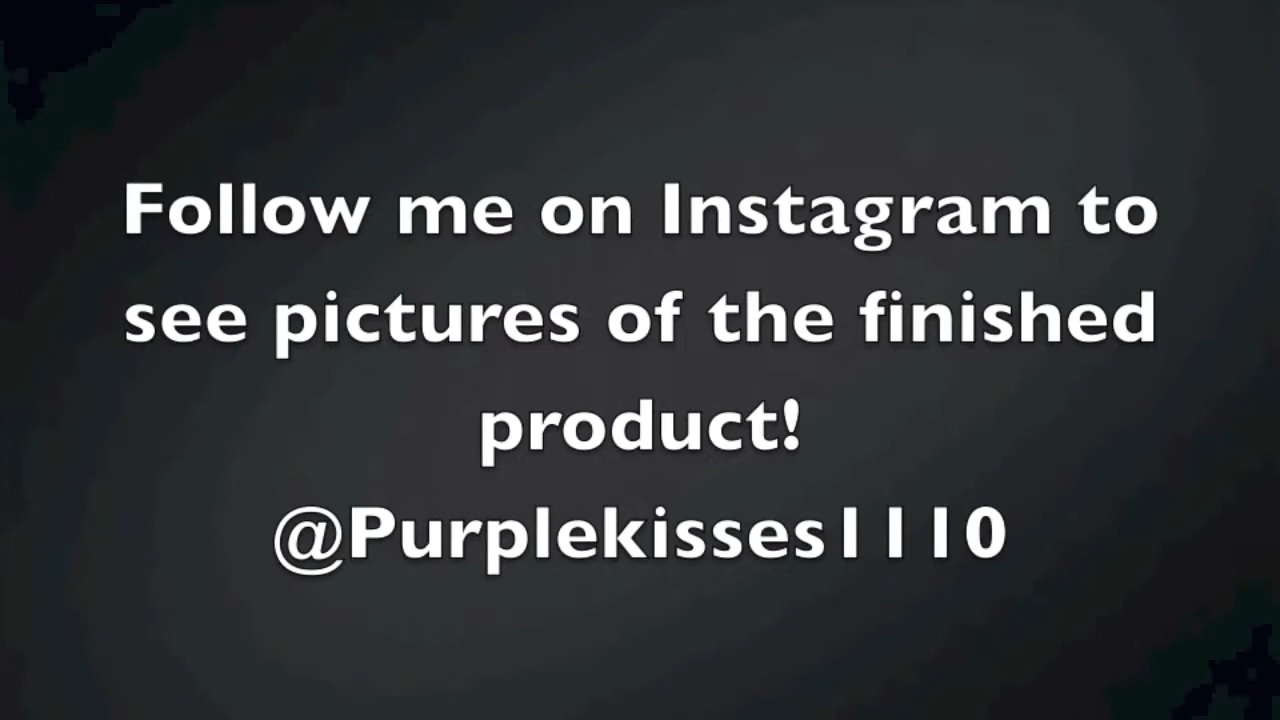 Follow me on Instagram to
see pictures of the finished
product!
@Purplekisses1110